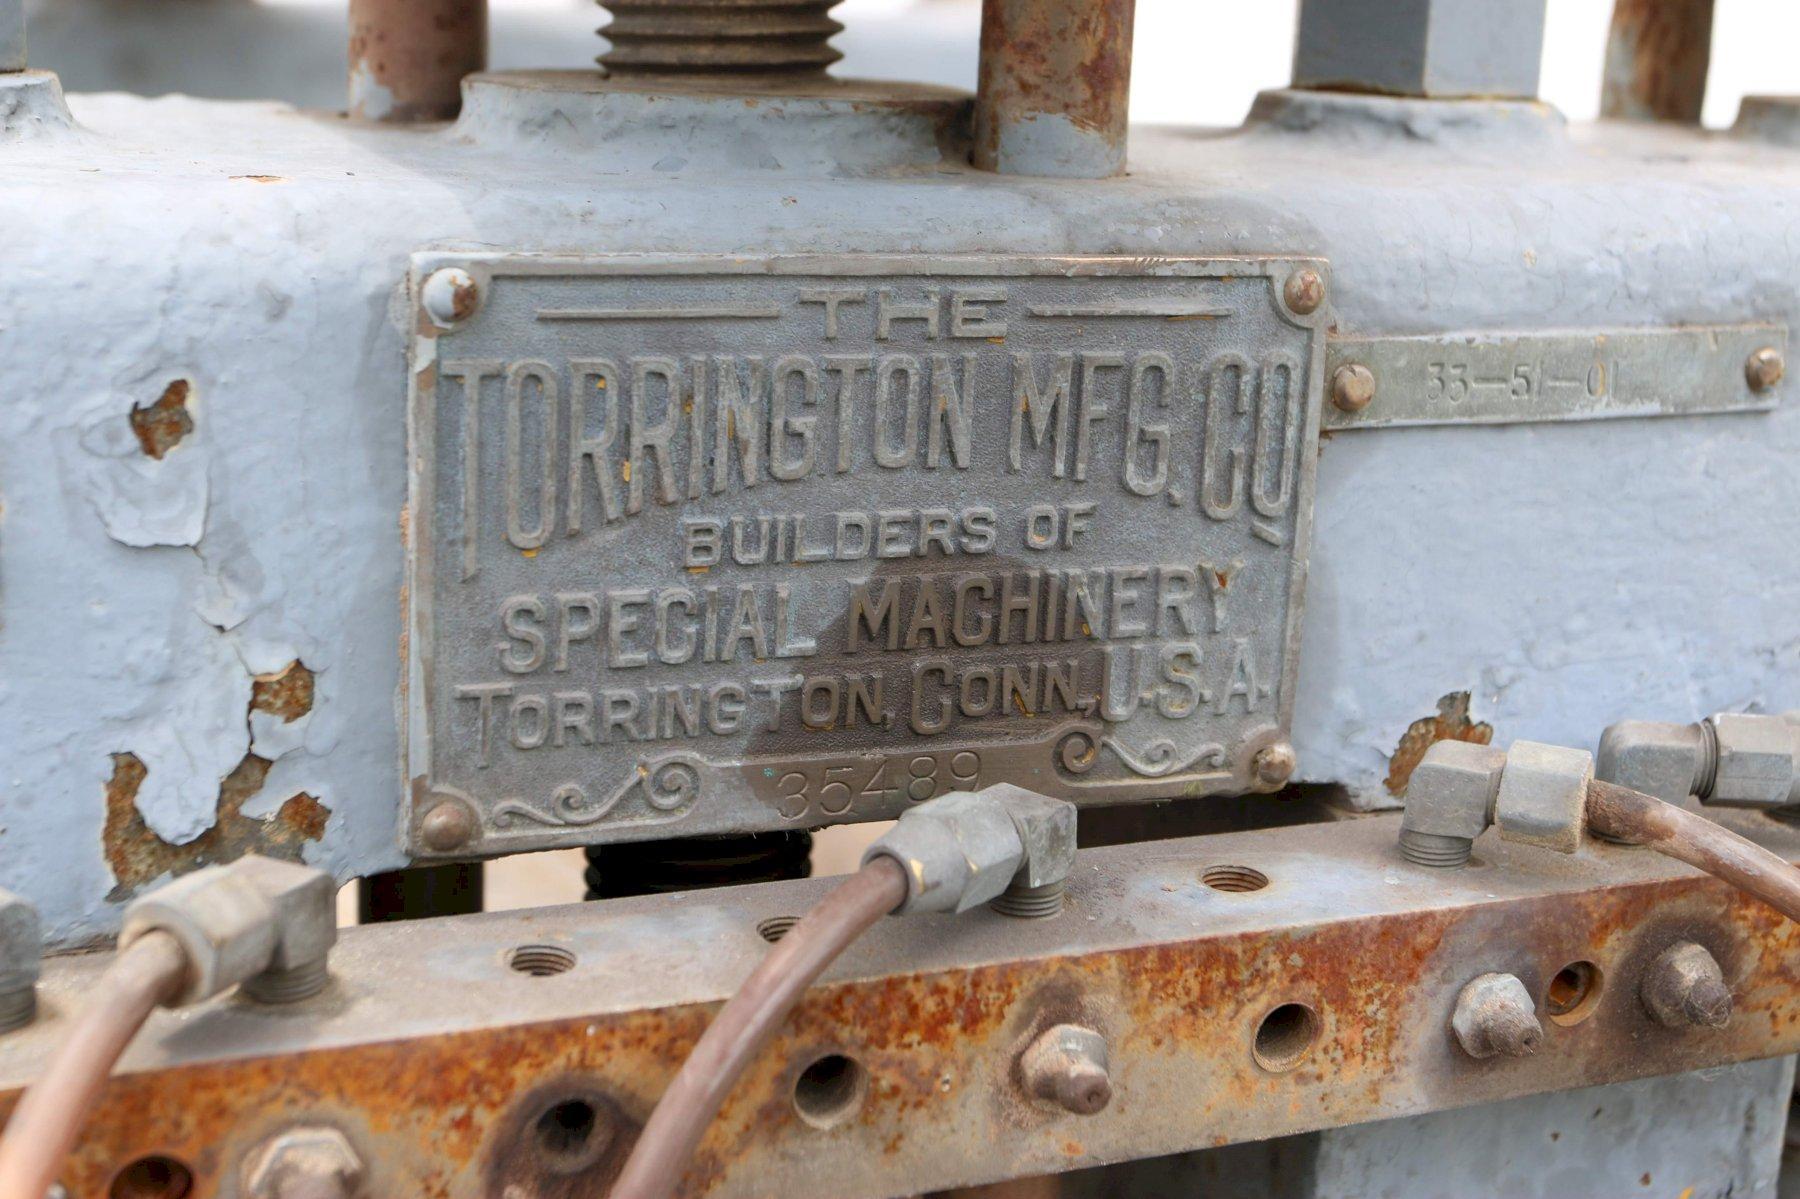 THE
TORRINGTON MFG. CO.
BUILDERS OF
SPECIAL MACHINERY
TORRINGTON, CONN., U.S.A.
35489
33-51-01